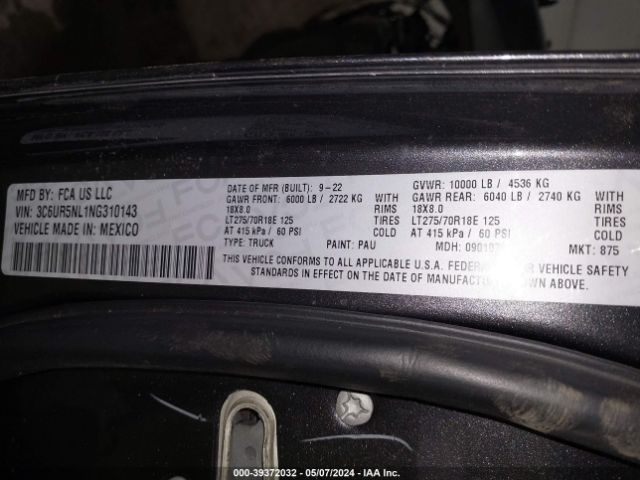 MFD BY: FCA US LLC
VIN: 3C6UR5NL1NG310143
VEHICLE MADE IN: MEXICO
DATE OF MFR (BUILT): 9-22 GVWR: 10000 LB / 4536 KG
GAWR FRONT: 6000 LB / 2722 KG WITH GAWR REAR: 6040 LB / 2740 KG WITH
18X8.0 RIMS 18X8.0 RIMS
LT275/70R18E 125 TIRES LT275/70R18E 125 TIRES
AT 415 kPa / 60 PSI COLD AT 415 kPa / 60 PSI COLD
TYPE: TRUCK PAINT: PAU MDH: MKT: 875
THIS VEHICLE CONFORMS TO ALL APPLICABLE U.S.A. VEHICLE SAFETY
STANDARDS IN EFFECT ON THE DATE OF MANUFACTURE SHOWN ABOVE.
000-39372032 - 05/07/2024 - IAA Inc.